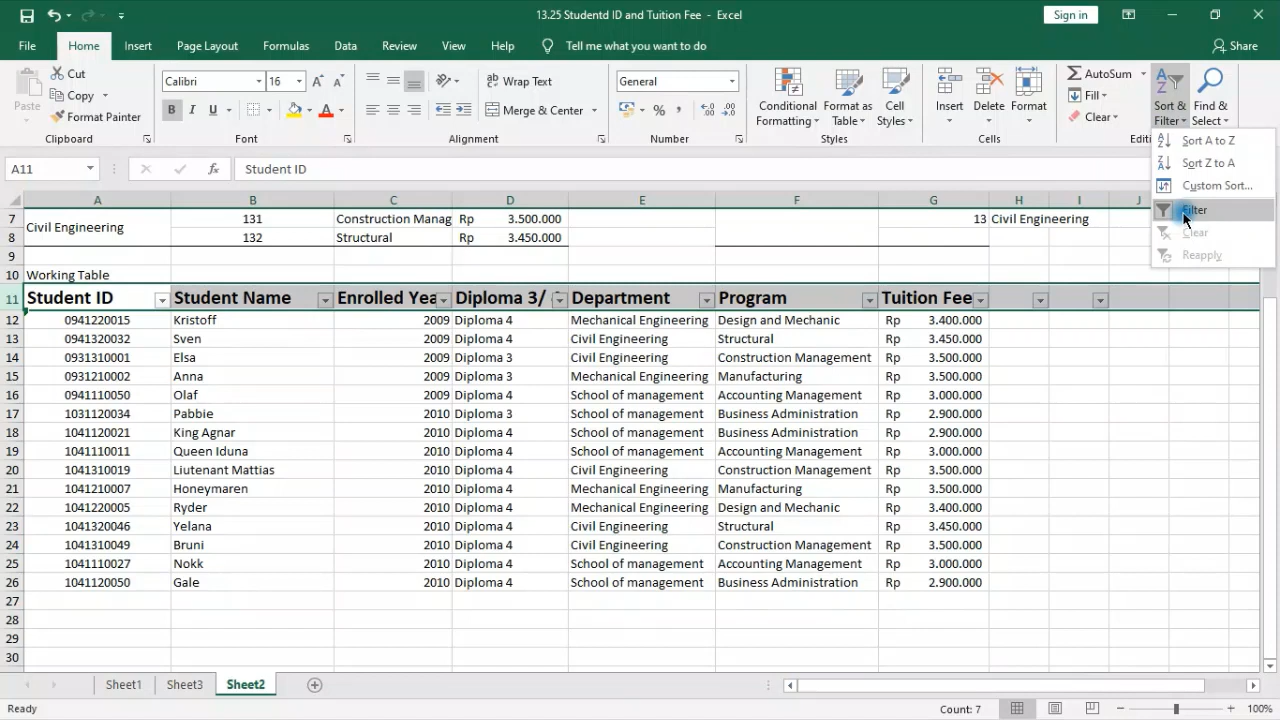 13.25 Studentd ID and Tuition Fee - Excel
Sign in
File Home Insert Page Layout Formulas Data Review View Help Tell me what you want to do Share
Paste
Cut
Copy
Format Painter
Clipboard
Calibri 16
B I U
Font
Wrap Text
Merge & Center
Alignment
General
Number
Conditional Formatting
Format as Table
Cell Styles
Styles
Insert Delete Format
Cells
AutoSum
Fill
Clear
Sort & Filter
Find & Select
Editi
Sort A to Z
Sort Z to A
Custom Sort...
Filter
Clear
Reapply
A11 fx Student ID
A B C D E F G H I J
7 Civil Engineering 131 Construction Manag Rp 3.500.000 13 Civil Engineering
8 132 Structural Rp 3.450.000
9
10 Working Table
11 Student ID Student Name Enrolled Yea Diploma 3/ Department Program Tuition Fee
12 0941220015 Kristoff 2009 Diploma 4 Mechanical Engineering Design and Mechanic Rp 3.400.000
13 0941320032 Sven 2009 Diploma 4 Civil Engineering Structural Rp 3.450.000
14 0931310001 Elsa 2009 Diploma 3 Civil Engineering Construction Management Rp 3.500.000
15 0931210002 Anna 2009 Diploma 3 Mechanical Engineering Manufacturing Rp 3.500.000
16 0941110050 Olaf 2009 Diploma 4 School of management Accounting Management Rp 3.000.000
17 1031120034 Pabbie 2010 Diploma 3 School of management Business Administration Rp 2.900.000
18 1041120021 King Agnar 2010 Diploma 4 School of management Business Administration Rp 2.900.000
19 1041110011 Queen Iduna 2010 Diploma 4 School of management Accounting Management Rp 3.000.000
20 1041310019 Liutenant Mattias 2010 Diploma 4 Civil Engineering Construction Management Rp 3.500.000
21 1041210007 Honeymaren 2010 Diploma 4 Mechanical Engineering Manufacturing Rp 3.500.000
22 1041220005 Ryder 2010 Diploma 4 Mechanical Engineering Design and Mechanic Rp 3.400.000
23 1041320046 Yelana 2010 Diploma 4 Civil Engineering Structural Rp 3.450.000
24 1041310049 Bruni 2010 Diploma 4 Civil Engineering Construction Management Rp 3.500.000
25 1041110027 Nokk 2010 Diploma 4 School of management Accounting Management Rp 3.000.000
26 1041120050 Gale 2010 Diploma 4 School of management Business Administration Rp 2.900.000
27
28
29
30
Sheet1 Sheet3 Sheet2
Ready Count: 7 100%